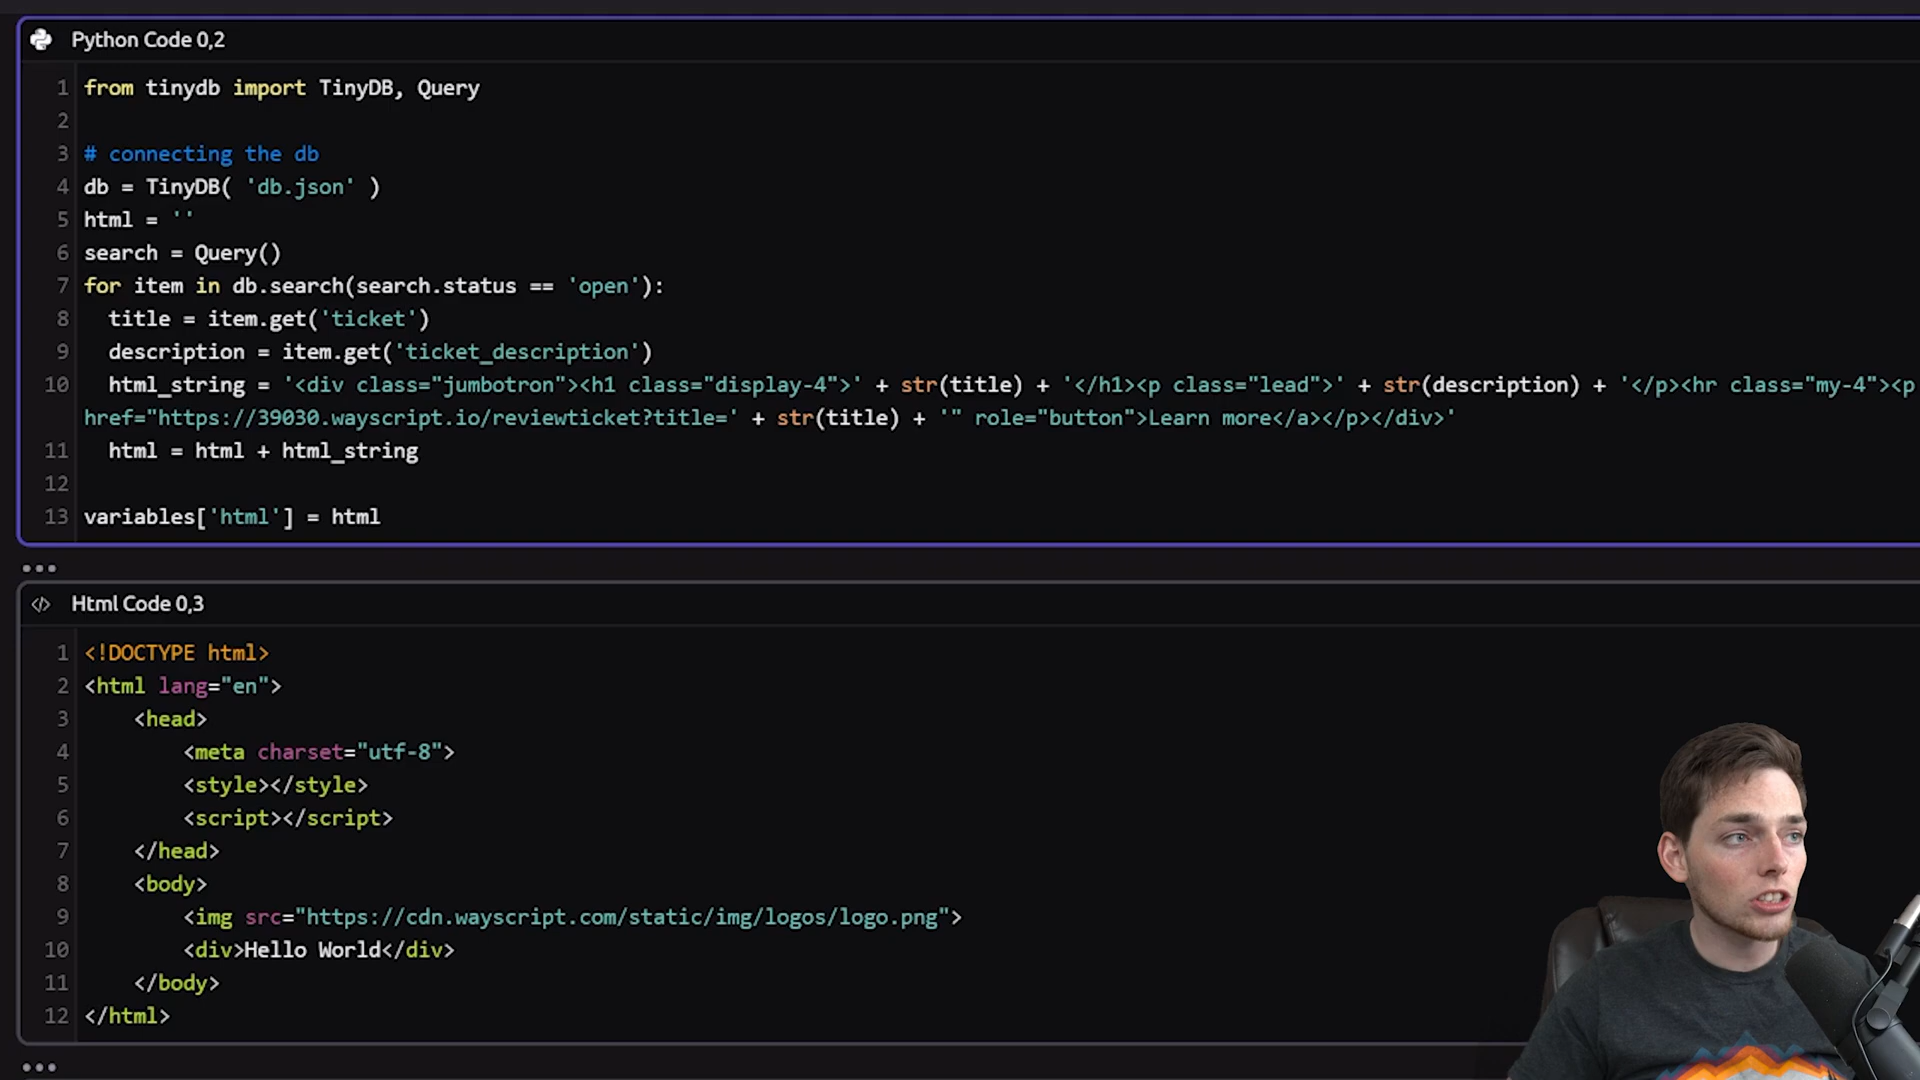 Python Code 0,2
1 from tinydb import TinyDB, Query
2
3 # connecting the db
4 db = TinyDB( 'db.json' )
5 html = ''
6 search = Query()
7 for item in db.search(search.status == 'open'):
8   title = item.get('ticket')
9   description = item.get('ticket_description')
10   html_string = '<div class="jumbotron"><h1 class="display-4">' + str(title) + '</h1><p class="lead">' + str(description) + '</p><hr class="my-4"><p
href="https://39030.wayscript.io/reviewticket?title=' + str(title) + '" role="button">Learn more</a></p></div>'
11   html = html + html_string
12
13 variables['html'] = html
Html Code 0,3
1 <!DOCTYPE html>
2 <html lang="en">
3     <head>
4         <meta charset="utf-8">
5         <style></style>
6         <script></script>
7     </head>
8     <body>
9         <img src="https://cdn.wayscript.com/static/img/logos/logo.png">
10         <div>Hello World</div>
11     </body>
12 </html>